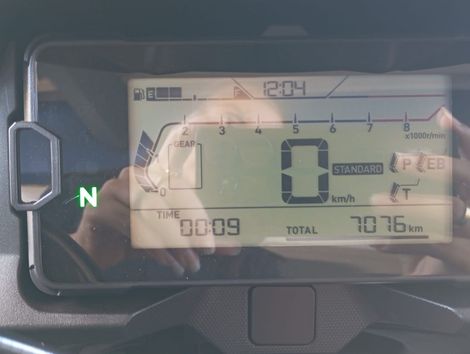 E 12:04
2 3 4 5 6 7 8
x1000r/min
GEAR
0 STANDARD P EB
0 km/h T
N
TIME
00:09 TOTAL 7076 km